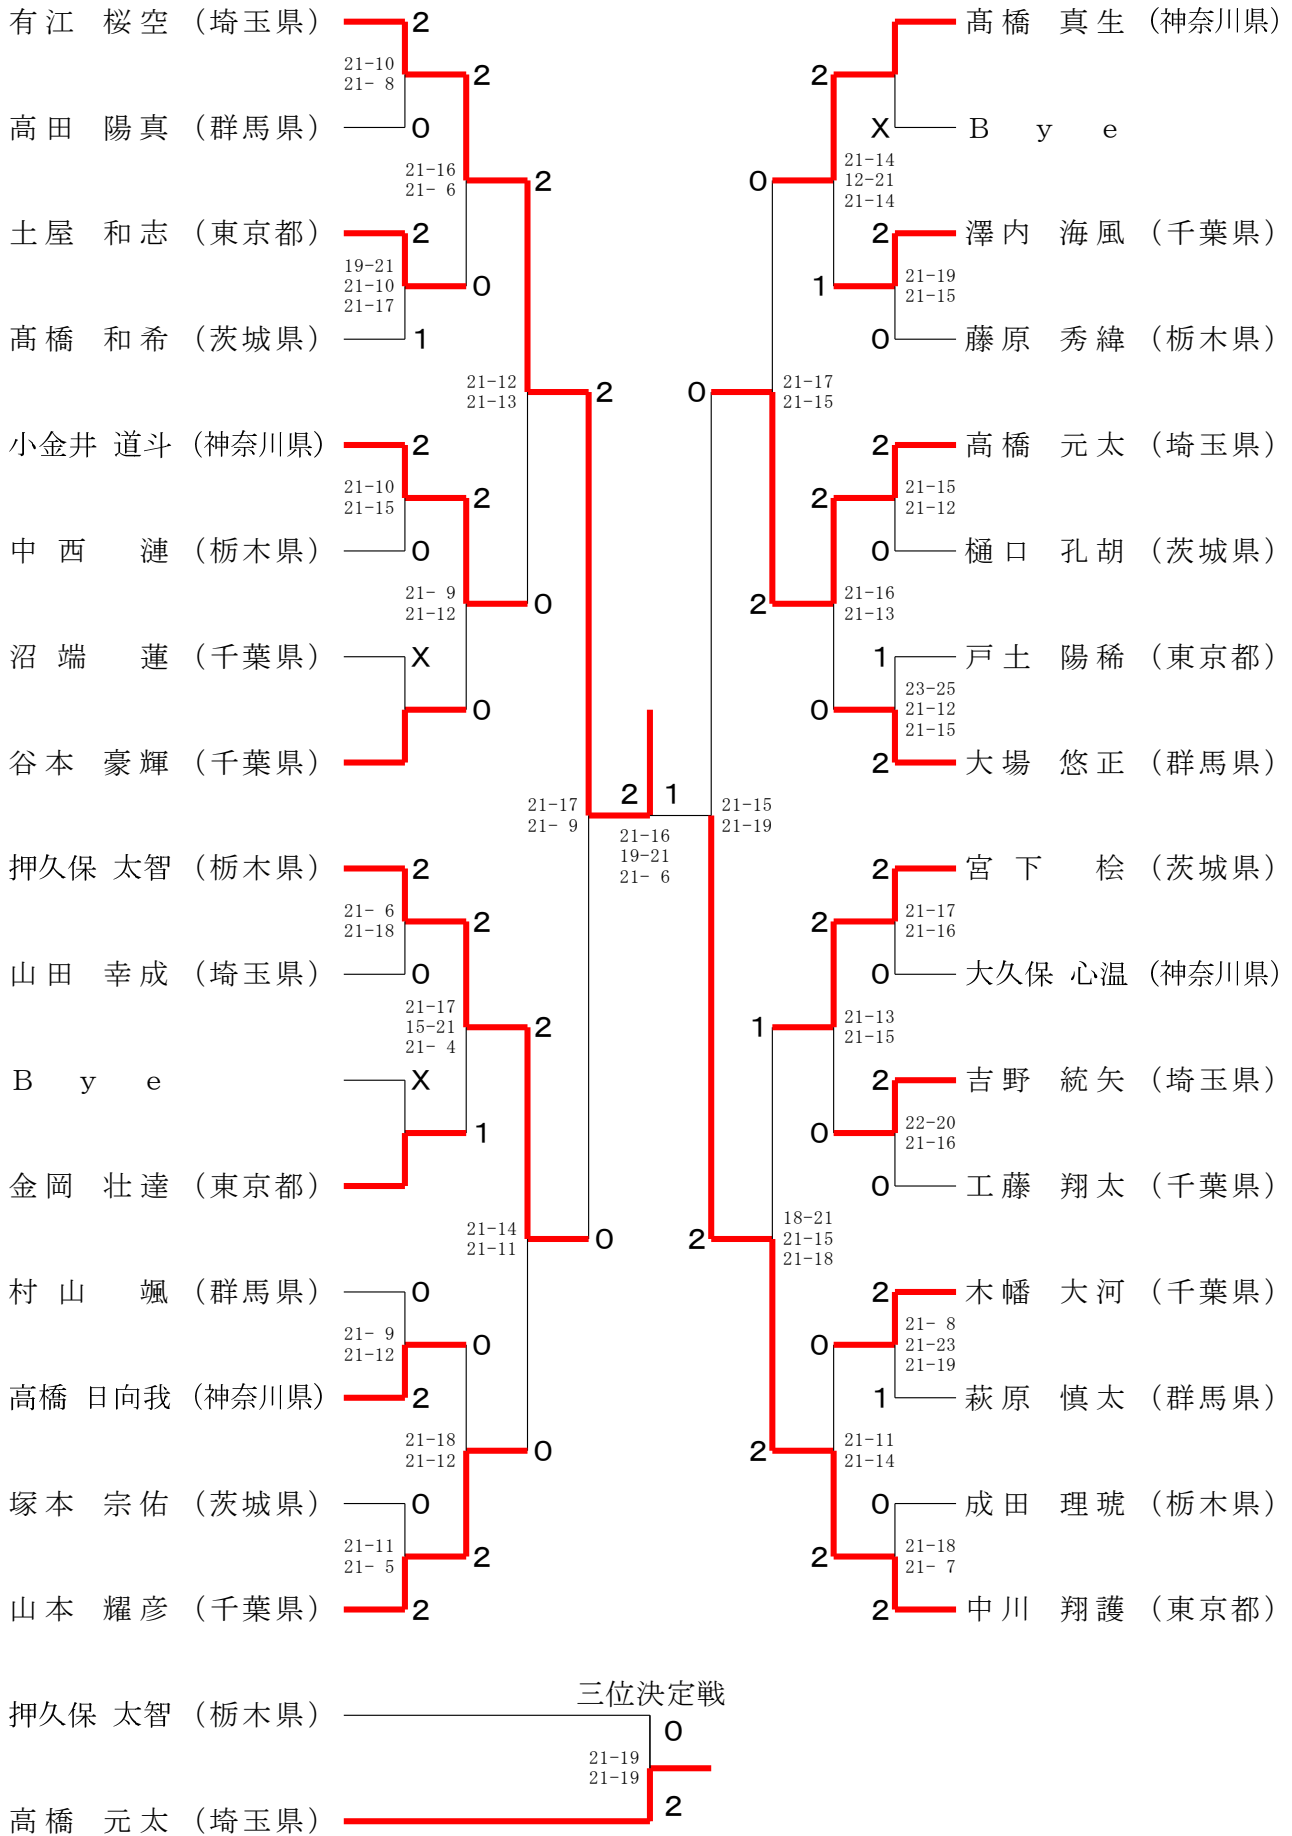 有江 桜空 (埼玉県) 2
21-10
21- 8
2
高田 陽真 (群馬県) 0
21-16
21- 6
2
土屋 和志 (東京都) 2
19-21
21-10
21-17
0
髙橋 和希 (茨城県) 1
21-12
21-13
2
小金井 道斗 (神奈川県) 2
21-10
21-15
2
中西 漣 (栃木県) 0
21- 9
21-12
0
沼端 蓮 (千葉県) X
0
谷本 豪輝 (千葉県)
21-17
21- 9
2
押久保 太智 (栃木県) 2
21- 6
21-18
2
山田 幸成 (埼玉県) 0
21-17
15-21
21- 4
2
Bye X
1
金岡 壮達 (東京都)
21-14
21-11
0
村山 颯 (群馬県) 0
21- 9
21-12
0
高橋 日向我 (神奈川県) 2
21-18
21-12
0
塚本 宗佑 (茨城県) 0
21-11
21- 5
2
山本 耀彦 (千葉県) 2
21-16
19-21
21- 6
1
髙橋 真生 (神奈川県)
2
X Bye
21-14
12-21
21-14
0
2 澤内 海風 (千葉県)
21-19
21-15
1
0 藤原 秀緯 (栃木県)
21-17
21-15
0
2 高橋 元太 (埼玉県)
21-15
21-12
2
0 樋口 孔胡 (茨城県)
21-16
21-13
2
1 戸土 陽稀 (東京都)
23-25
21-12
21-15
0
2 大場 悠正 (群馬県)
21-15
21-19
2 宮下 桧 (茨城県)
21-17
21-16
2
0 大久保 心温 (神奈川県)
21-13
21-15
1
2 吉野 統矢 (埼玉県)
22-20
21-16
0
0 工藤 翔太 (千葉県)
18-21
21-15
21-18
2
2 木幡 大河 (千葉県)
21- 8
21-23
21-19
0
1 萩原 慎太 (群馬県)
21-11
21-14
2
0 成田 理琥 (栃木県)
21-18
21- 7
2
2 中川 翔護 (東京都)
三位決定戦
押久保 太智 (栃木県) 0
21-19
21-19
高橋 元太 (埼玉県) 2